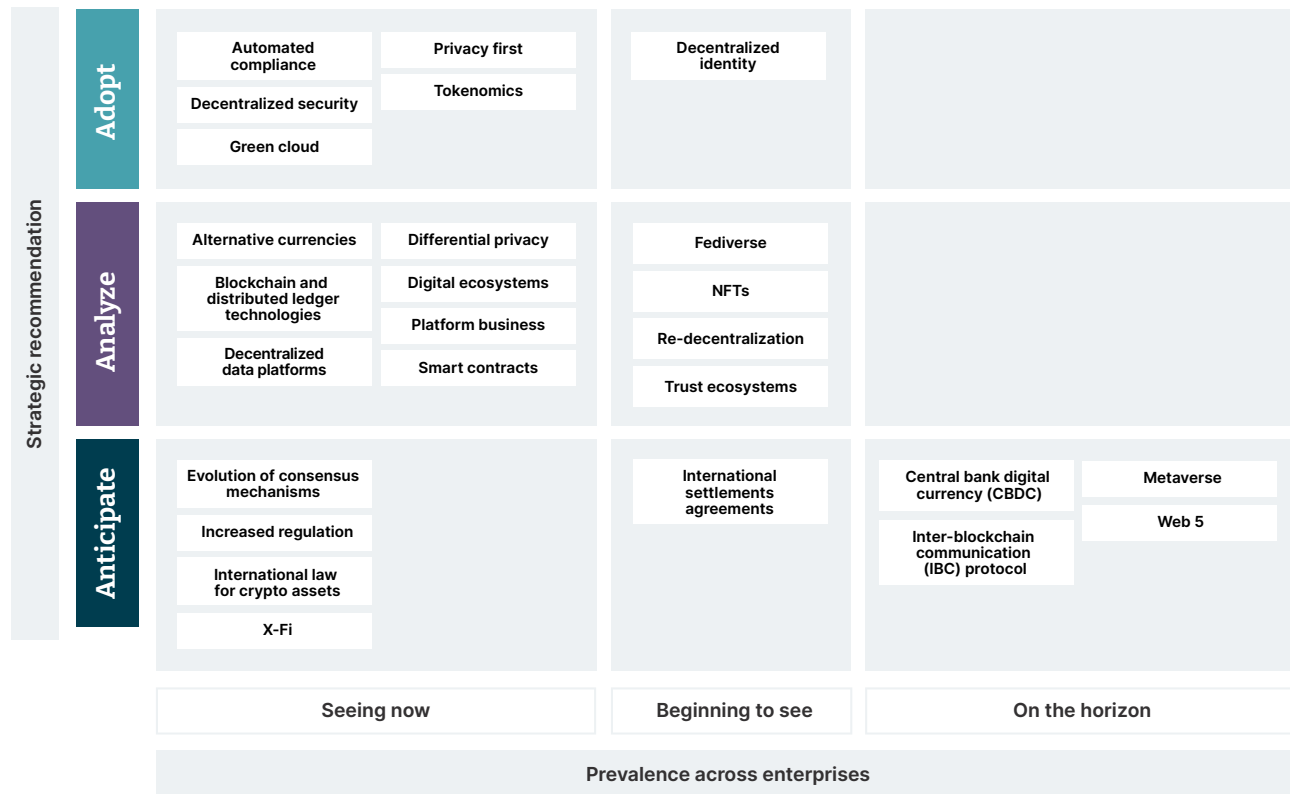 Strategic recommendation
Adopt
Automated
compliance
Decentralized security
Green cloud
Privacy first
Tokenomics
Decentralized
identity
Analyze
Alternative currencies
Blockchain and
distributed ledger
technologies
Decentralized
data platforms
Differential privacy
Digital ecosystems
Platform business
Smart contracts
Fediverse
NFTs
Re-decentralization
Trust ecosystems
Anticipate
Evolution of consensus
mechanisms
Increased regulation
International law
for crypto assets
X-Fi
International
settlements
agreements
Central bank digital
currency (CBDC)
Inter-blockchain
communication
(IBC) protocol
Metaverse
Web 5
Seeing now
Beginning to see
On the horizon
Prevalence across enterprises